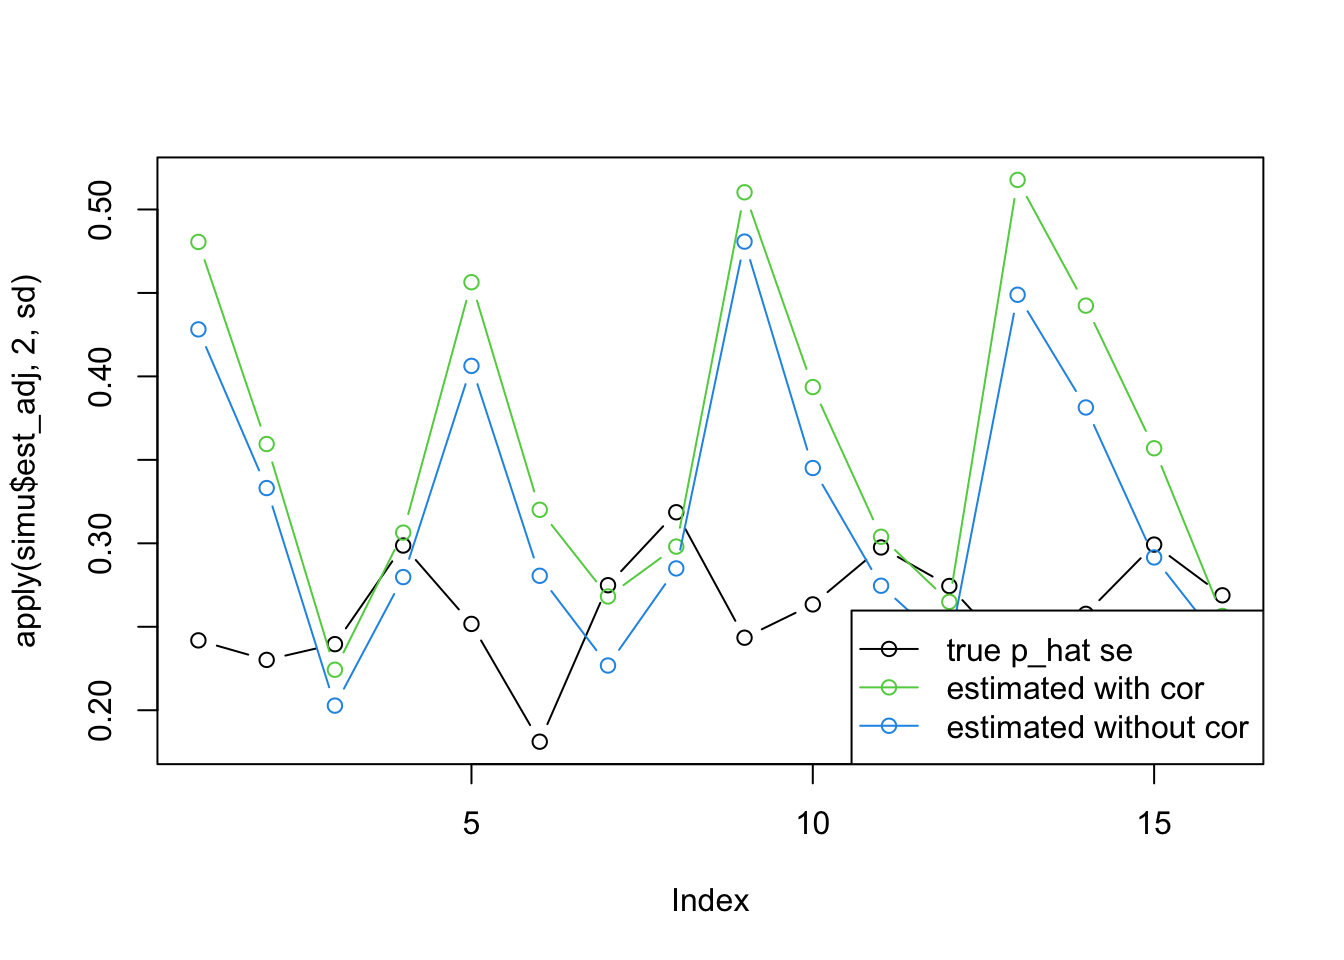 apply(simu$est_adj, 2, sd)
0.50
0.40
0.30
0.20
true p_hat se
estimated with cor
estimated without cor
5
10
15
Index